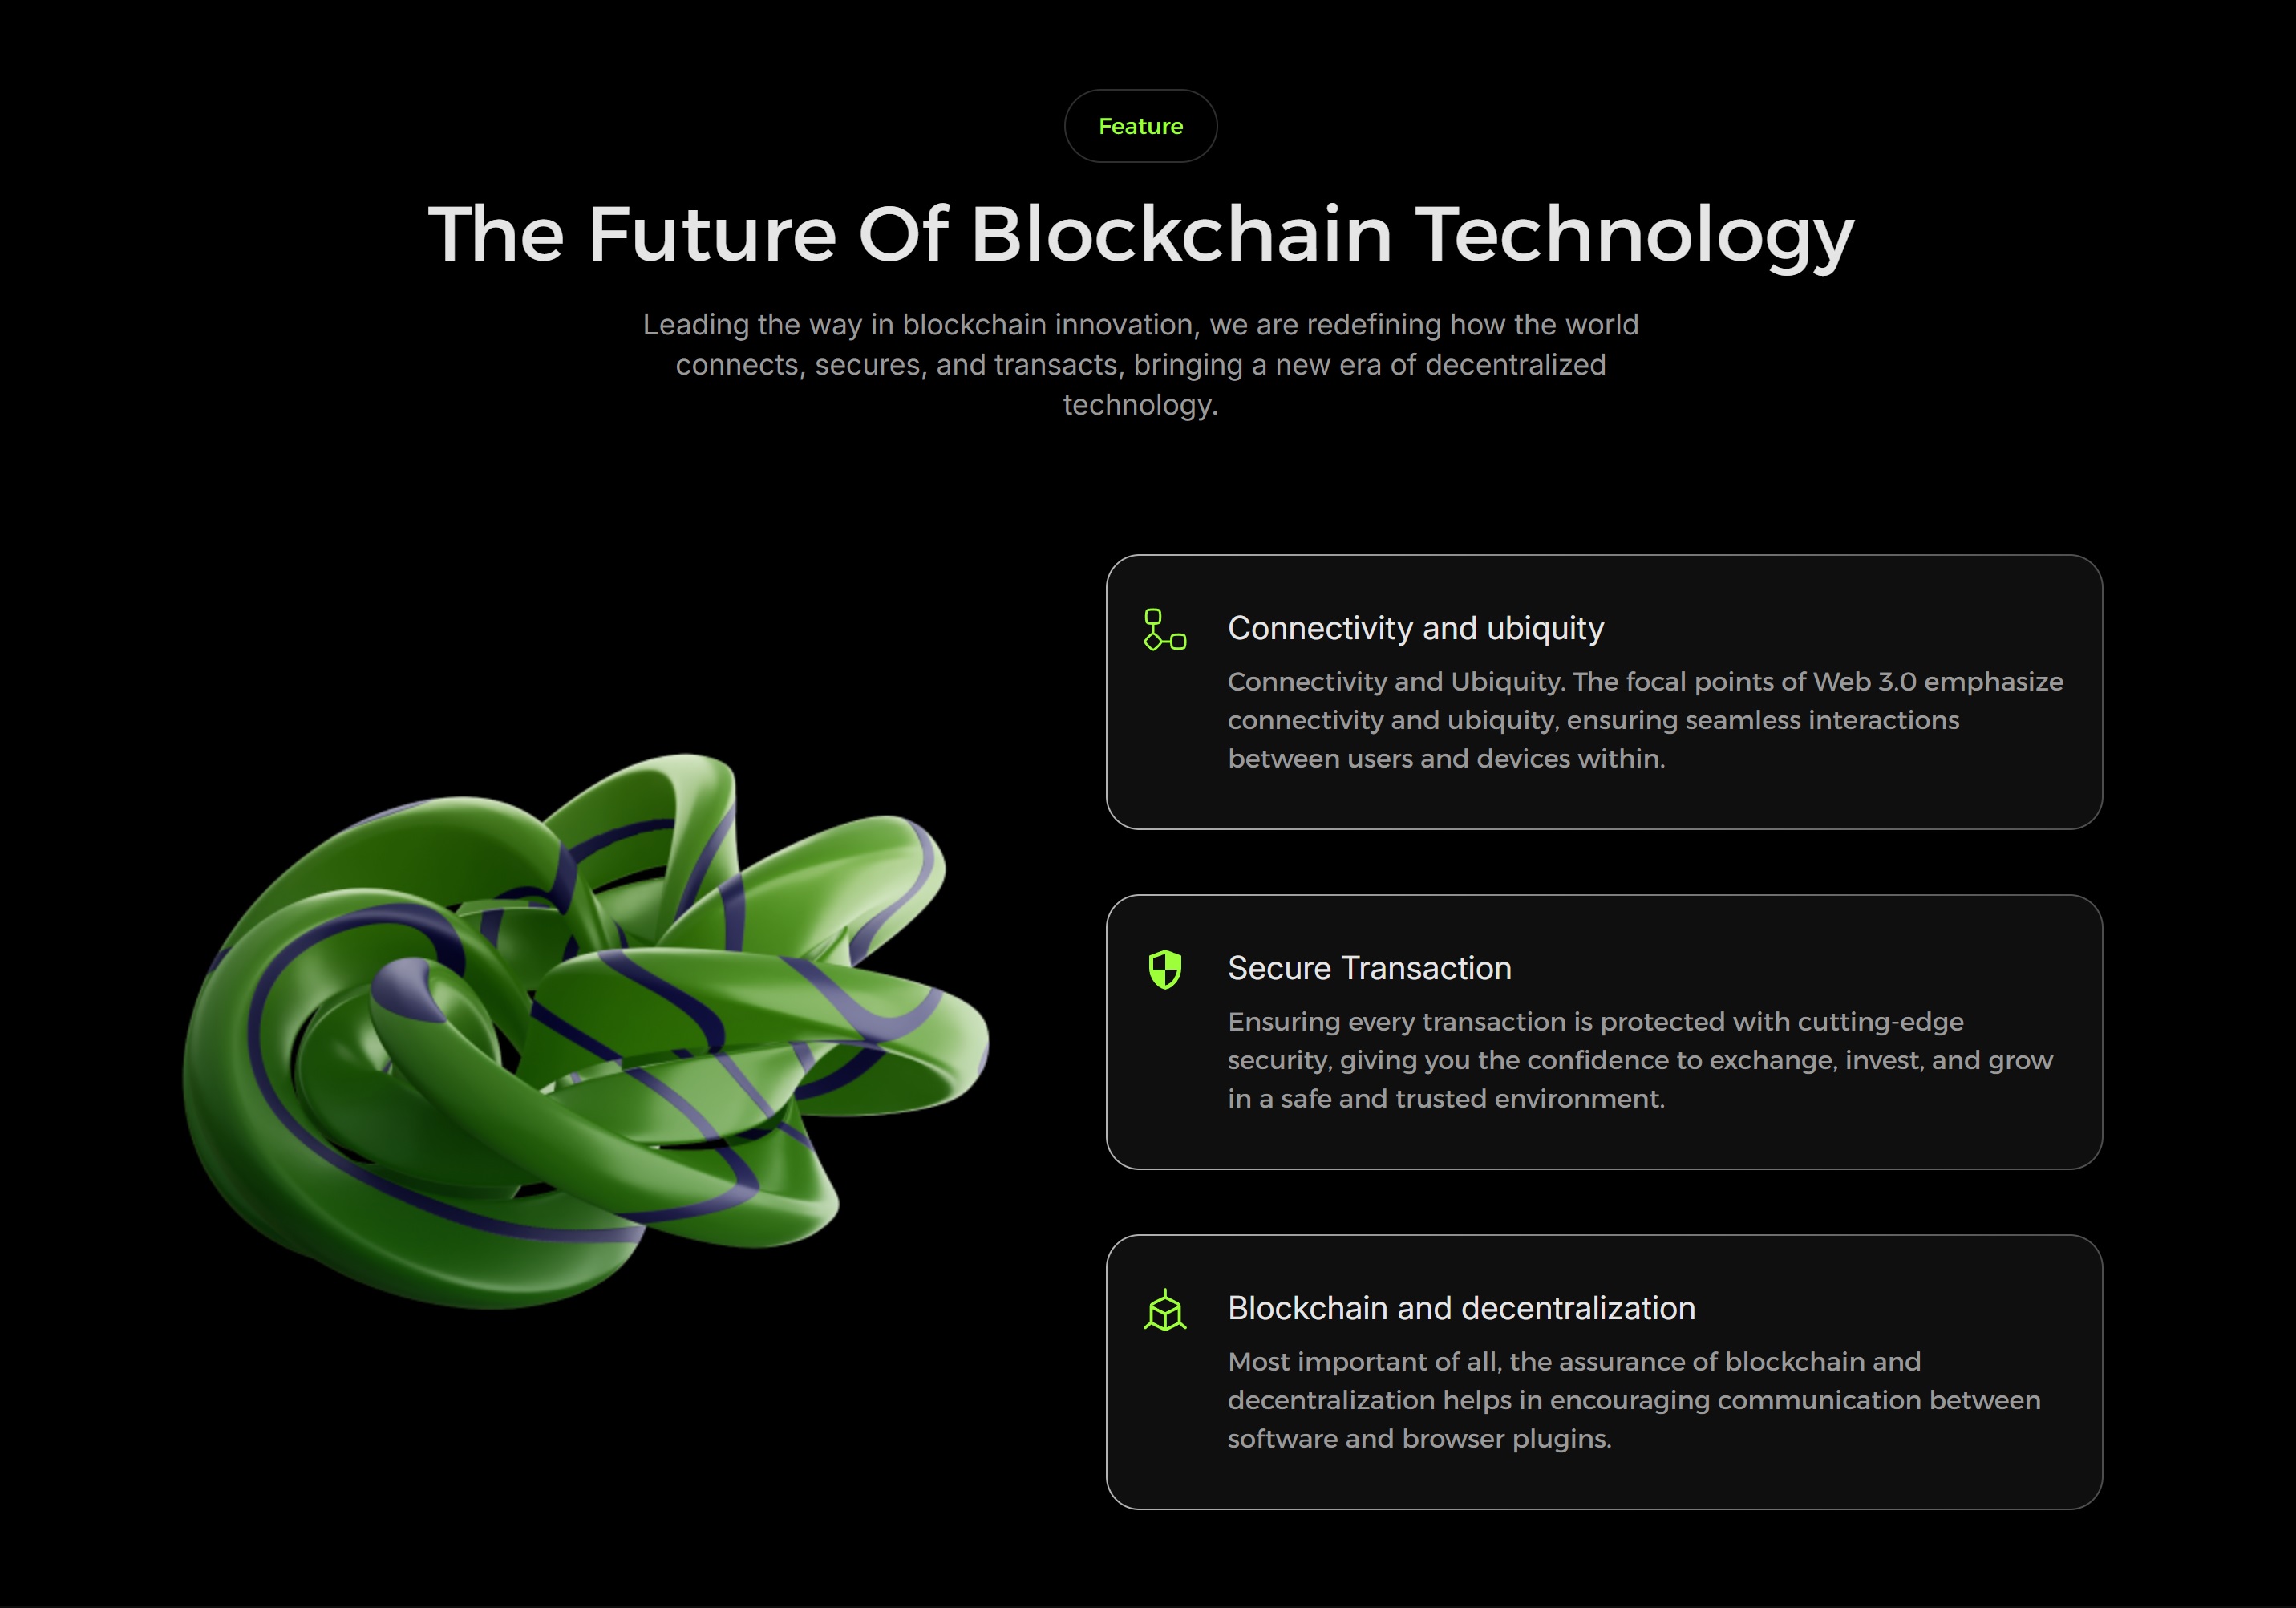 Feature
The Future Of Blockchain Technology
Leading the way in blockchain innovation, we are redefining how the world
connects, secures, and transacts, bringing a new era of decentralized
technology.
Connectivity and ubiquity
Connectivity and Ubiquity. The focal points of Web 3.0 emphasize
connectivity and ubiquity, ensuring seamless interactions
between users and devices within.
Secure Transaction
Ensuring every transaction is protected with cutting-edge
security, giving you the confidence to exchange, invest, and grow
in a safe and trusted environment.
Blockchain and decentralization
Most important of all, the assurance of blockchain and
decentralization helps in encouraging communication between
software and browser plugins.